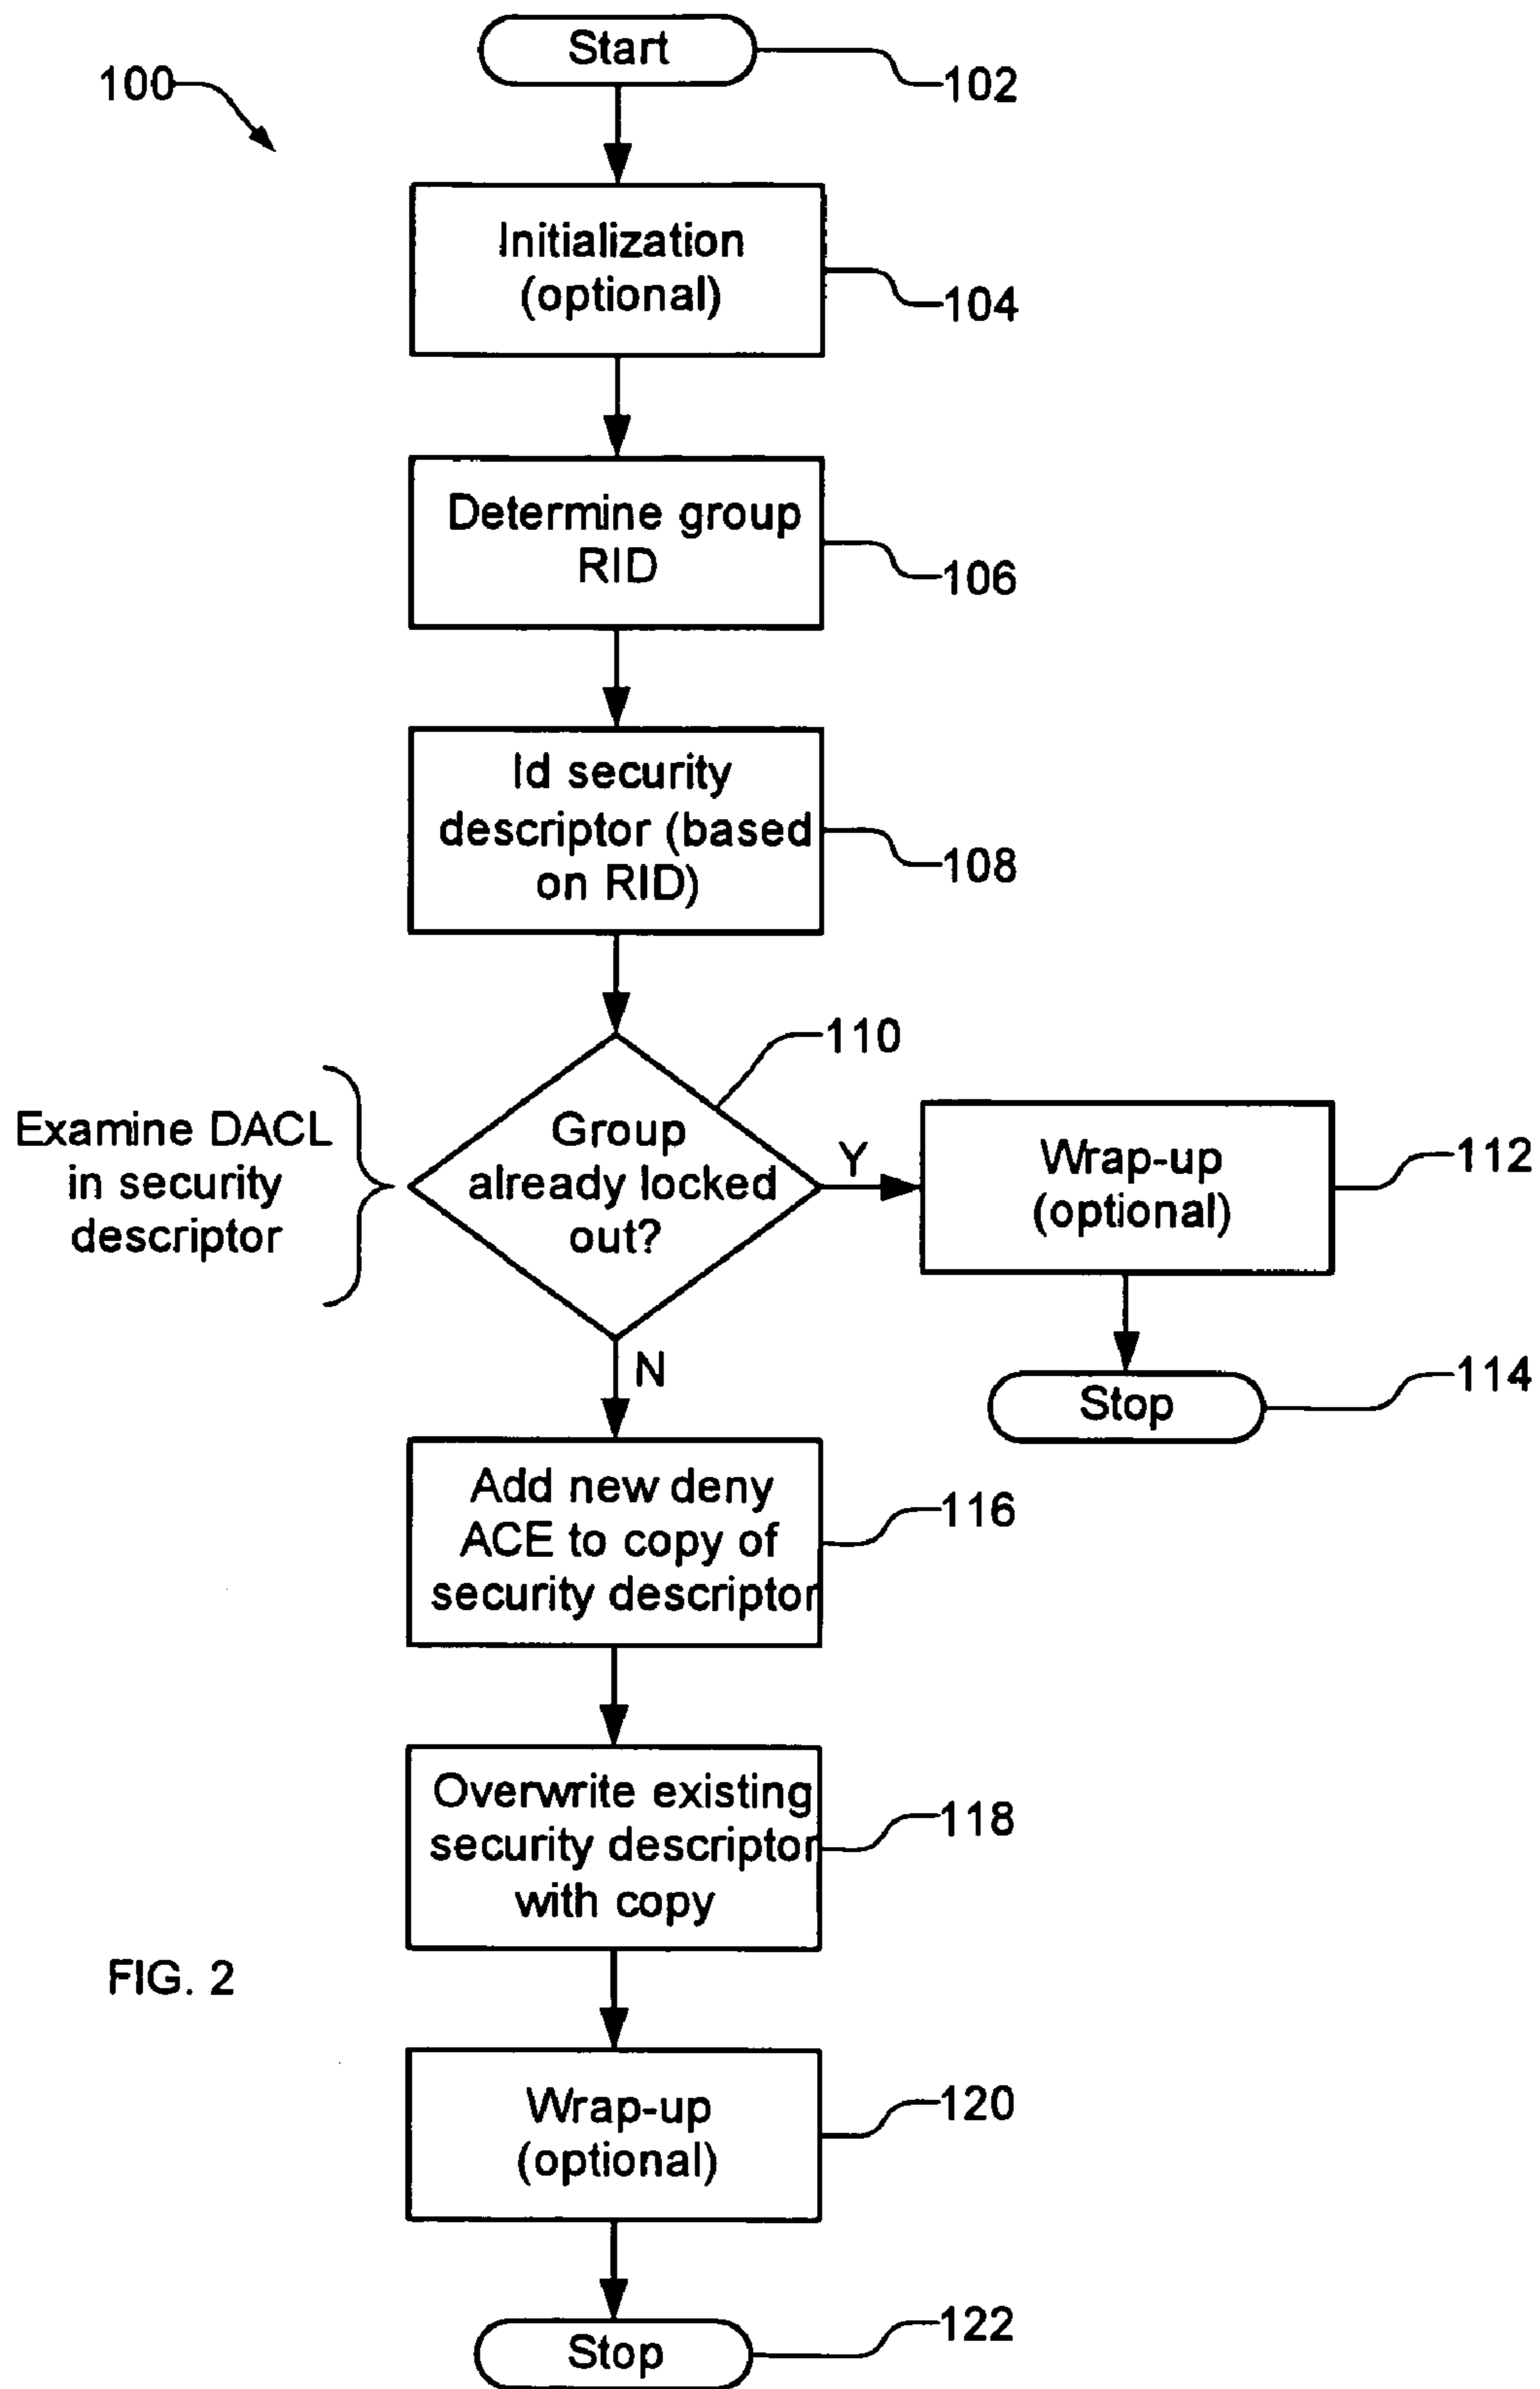 Start
100
102
Initialization
(optional)
104
Determine group
RID
106
Id security
descriptor (based
on RID)
108
110
Examine DACL
in security
descriptor
Group
already locked
out?
Y
Wrap-up
(optional)
112
N
Stop
114
Add new deny
ACE to copy of
security descriptor
116
Overwrite existing
security descriptor
with copy
118
FIG. 2
Wrap-up
(optional)
120
Stop
122